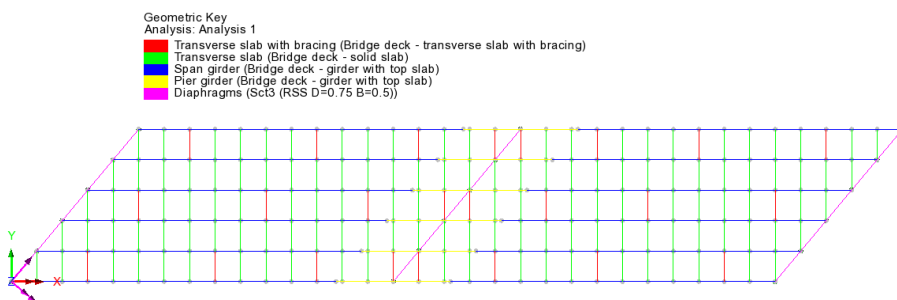 Geometric Key
Analysis: Analysis 1
Transverse slab with bracing (Bridge deck - transverse slab with bracing)
Transverse slab (Bridge deck - solid slab)
Span girder (Bridge deck - girder with top slab)
Pier girder (Bridge deck - girder with top slab)
Diaphragms (Sct3 (RSS D=0.75 B=0.5))
Y
Z X